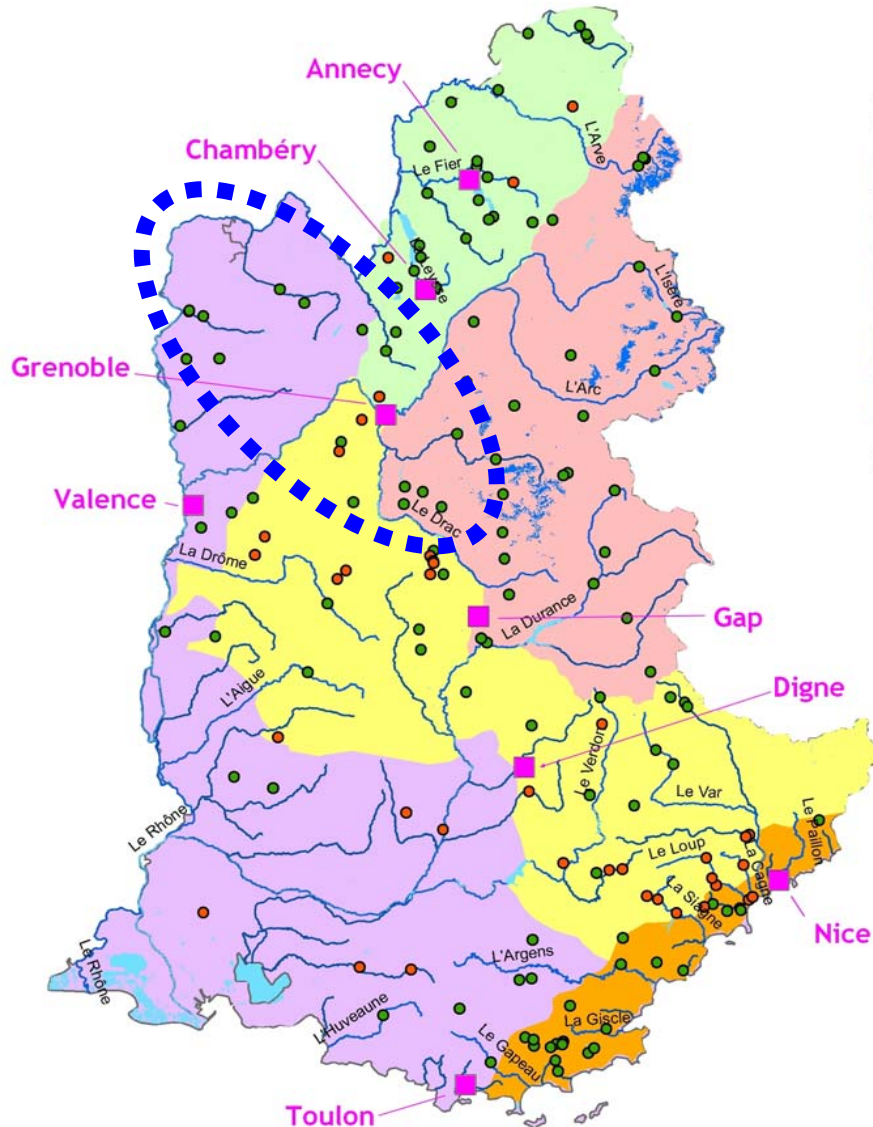 Annecy
L'Arve
Chambéry
Le Fier
La Leysse
L'Isère
Grenoble
L'Arc
Valence
Le Drac
La Drôme
Gap
La Durance
L'Aigue
Digne
Le Verdon
Le Var
Le Paillon
Le Rhône
Le Loup
La Cagne
La Siagne
Nice
Le Rhône
L'Argens
L'Huveaune
La Giscle
Le Gapeau
Toulon